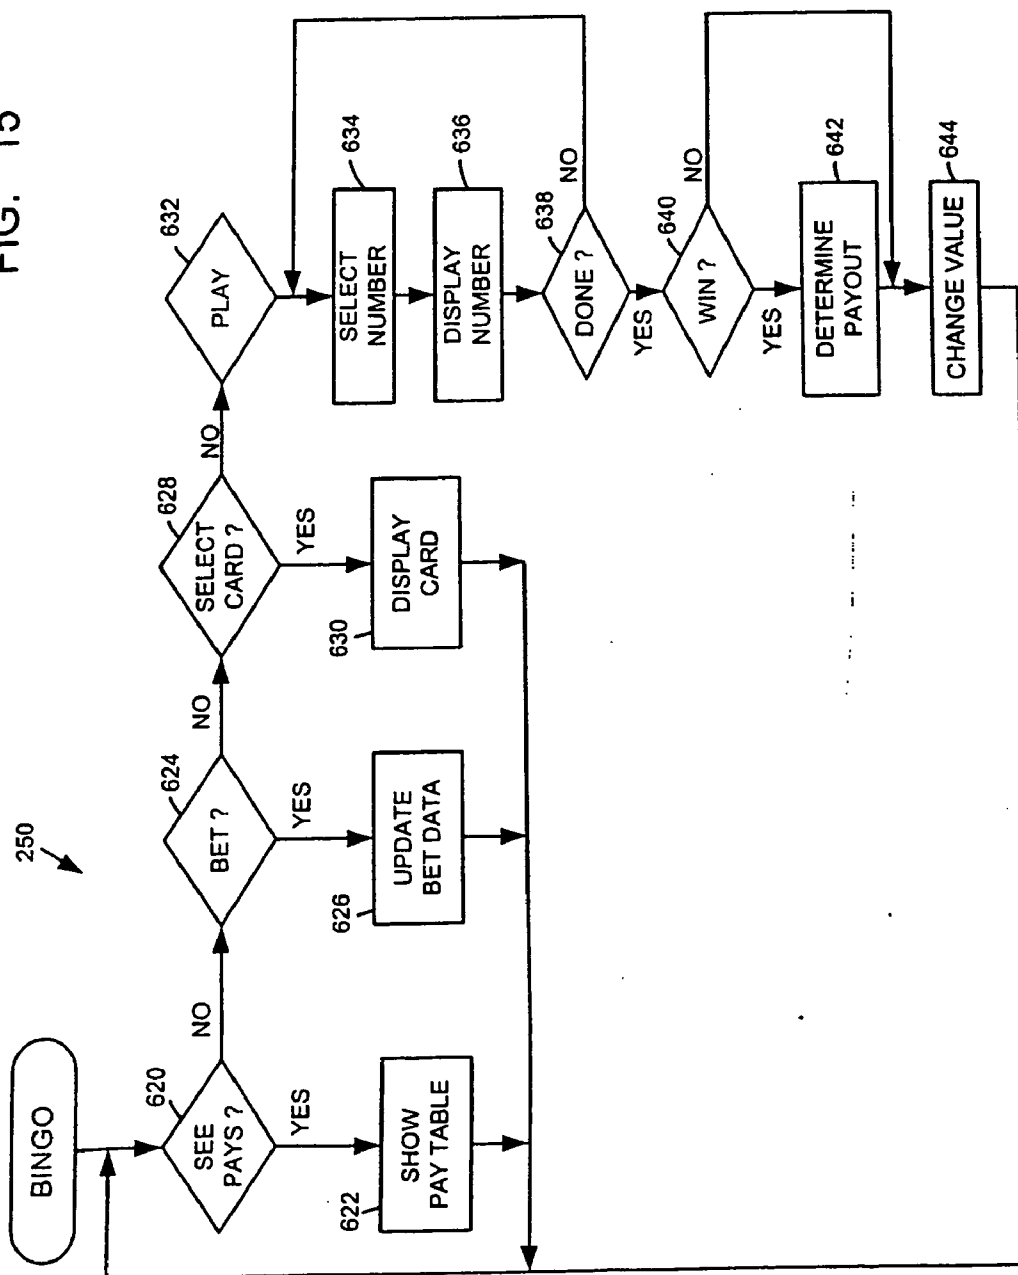 FIG. 15
250
BINGO
620
SEE
PAYS ?
NO
YES
622
SHOW
PAY TABLE
624
BET ?
NO
YES
626
UPDATE
BET DATA
628
SELECT
CARD ?
NO
YES
630
DISPLAY
CARD
632
PLAY
634
SELECT
NUMBER
636
DISPLAY
NUMBER
638
DONE ?
NO
YES
640
WIN ?
NO
YES
642
DETERMINE
PAYOUT
644
CHANGE VALUE